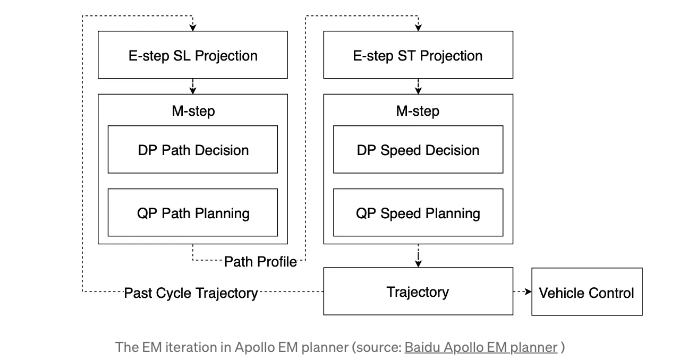 E-step SL Projection
M-step
DP Path Decision
QP Path Planning
Path Profile
E-step ST Projection
M-step
DP Speed Decision
QP Speed Planning
Trajectory
Past Cycle Trajectory
Vehicle Control
The EM iteration in Apollo EM planner (source: Baidu Apollo EM planner )